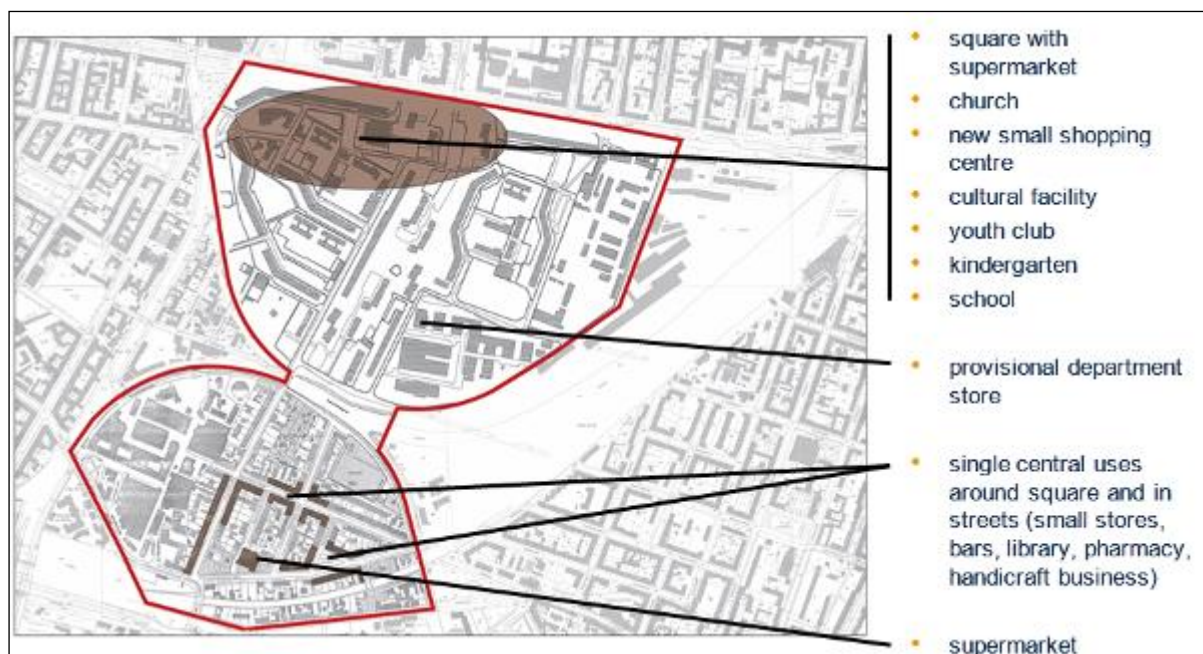 square with
supermarket
church
new small shopping
centre
cultural facility
youth club
kindergarten
school
provisional department
store
single central uses
around square and in
streets (small stores,
bars, library, pharmacy,
handicraft business)
supermarket